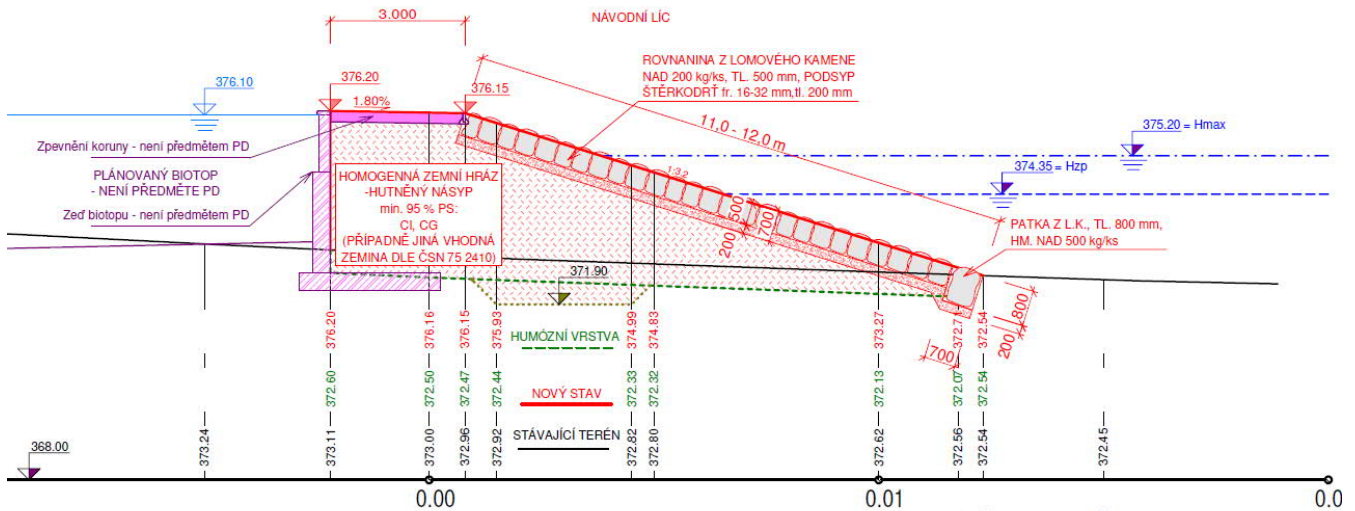 3.000
NÁVODNÍ LÍC
ROVNANINA Z LOMOVÉHO KAMENE
NAD 200 kg/ks, TL. 500 mm, PODSYP
ŠTĚRKODRŤ fr. 16-32 mm,tl. 200 mm
376.10
376.20
376.15
1.80%
11,0 - 12,0 m
375.20 = Hmax
374.35 = Hzp
Zpevnění koruny - není předmětem PD
PLÁNOVANÝ BIOTOP
- NENÍ PŘEDMĚTE PD
Zeď biotopu - není předmětem PD
HOMOGENNÁ ZEMNÍ HRÁZ
-HUTNĚNÝ NÁSYP
min. 95 % PS:
CI, CG
(PŘÍPADNĚ JINÁ VHODNÁ
ZEMINA DLE ČSN 75 2410)
1:3,2
500
200
700
PATKA Z L.K., TL. 800 mm,
HM. NAD 500 kg/ks
371.90
800
200
700
376.20
376.16
376.15
375.93
374.99
374.83
373.27
372.71
372.54
HUMÓZNÍ VRSTVA
372.60
372.50
372.47
372.44
372.33
372.32
372.13
372.07
372.54
NOVÝ STAV
STÁVAJÍCÍ TERÉN
373.24
373.11
373.00
372.96
372.92
372.82
372.80
372.62
372.56
372.54
372.45
368.00
0.00
0.01
0.0